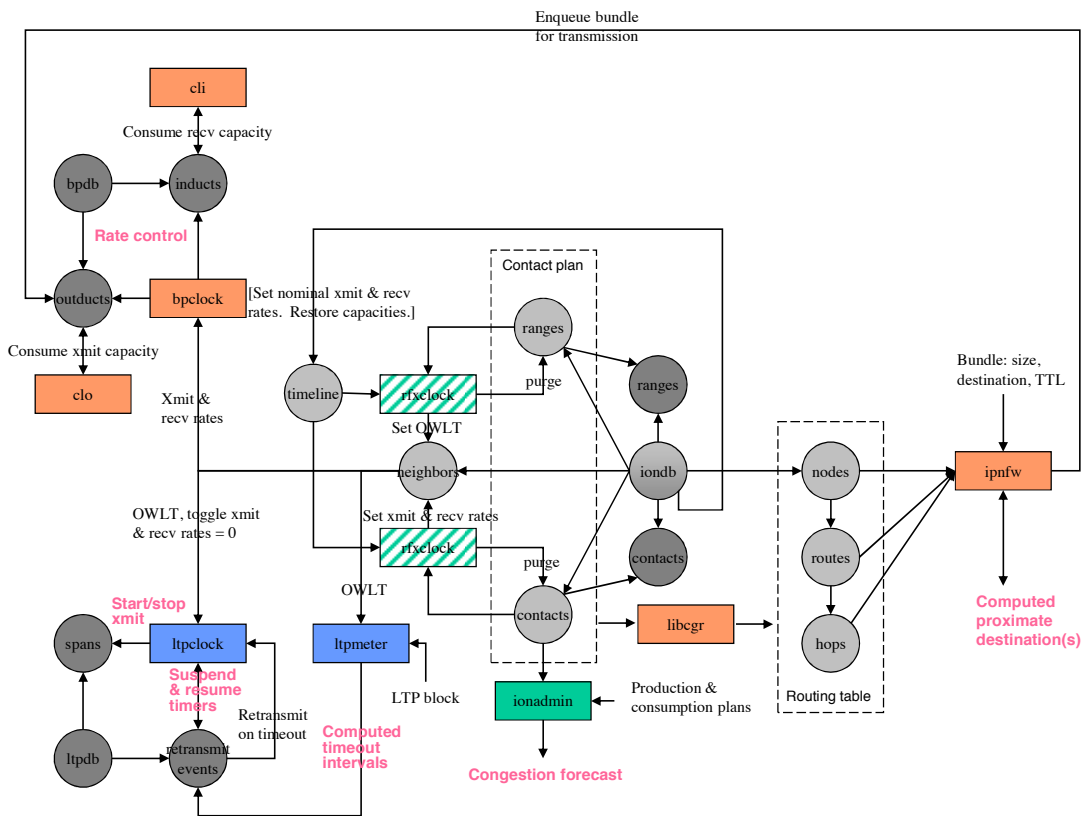 Enqueue bundle
for transmission
cli
Consume recv capacity
bpdb
inducts
Rate control
Contact plan
outducts
bpclock
[Set nominal xmit & recv
rates.  Restore capacities.]
ranges
Consume xmit capacity
clo
Xmit &
recv rates
timeline
rfxclock
purge
ranges
Bundle: size,
destination, TTL
Set OWLT
neighbors
iondb
nodes
ipnfw
OWLT, toggle xmit
& recv rates = 0
Set xmit & recv rates
rfxclock
purge
contacts
routes
OWLT
Start/stop
xmit
contacts
libcgr
Computed
proximate
destination(s)
spans
ltpclock
ltpmeter
hops
Suspend
& resume
timers
LTP block
ionadmin
Production &
consumption plans
Routing table
Retransmit
on timeout
Computed
timeout
intervals
ltpdb
retransmit
events
Congestion forecast